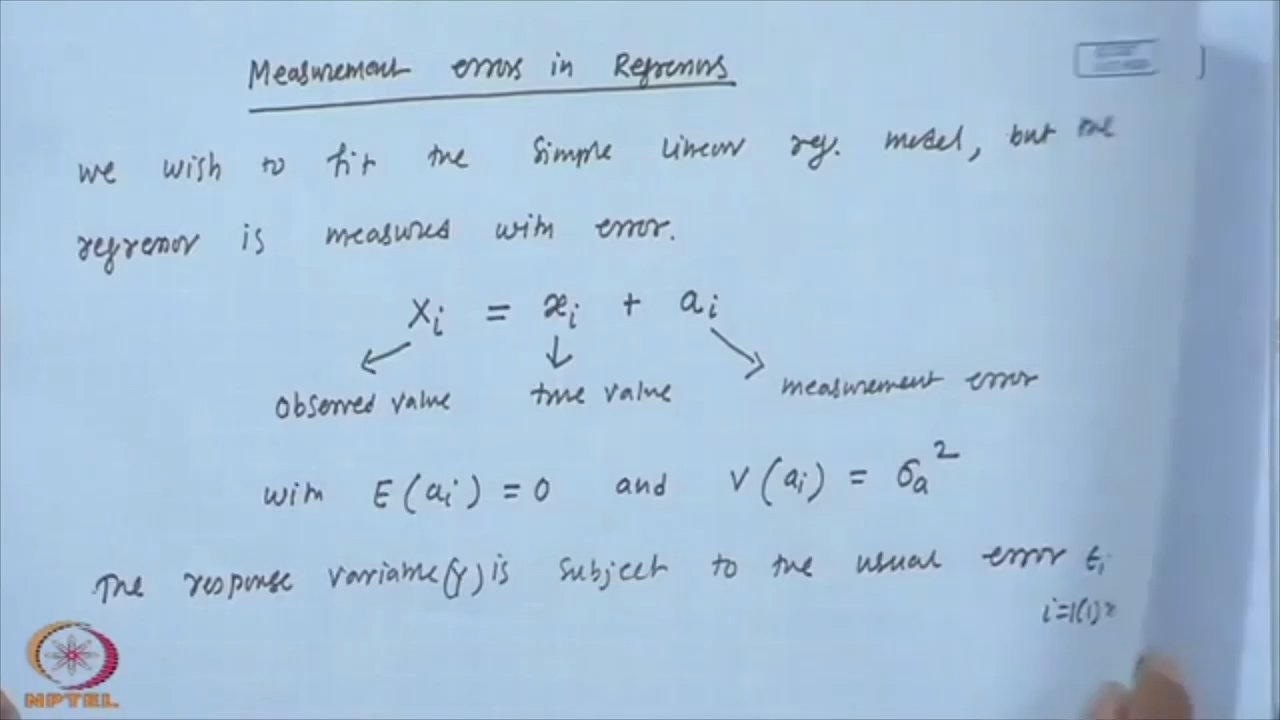 Measurement errors in Regressors
we wish to fit the simple linear reg. model, but the
regressor is measured with error.
Xi = xi + ai
observed value true value measurement error
with E(ai) = 0 and V(ai) = σa²
The response variable(y) is subject to the usual error εi
i=1(1)n
NPTEL